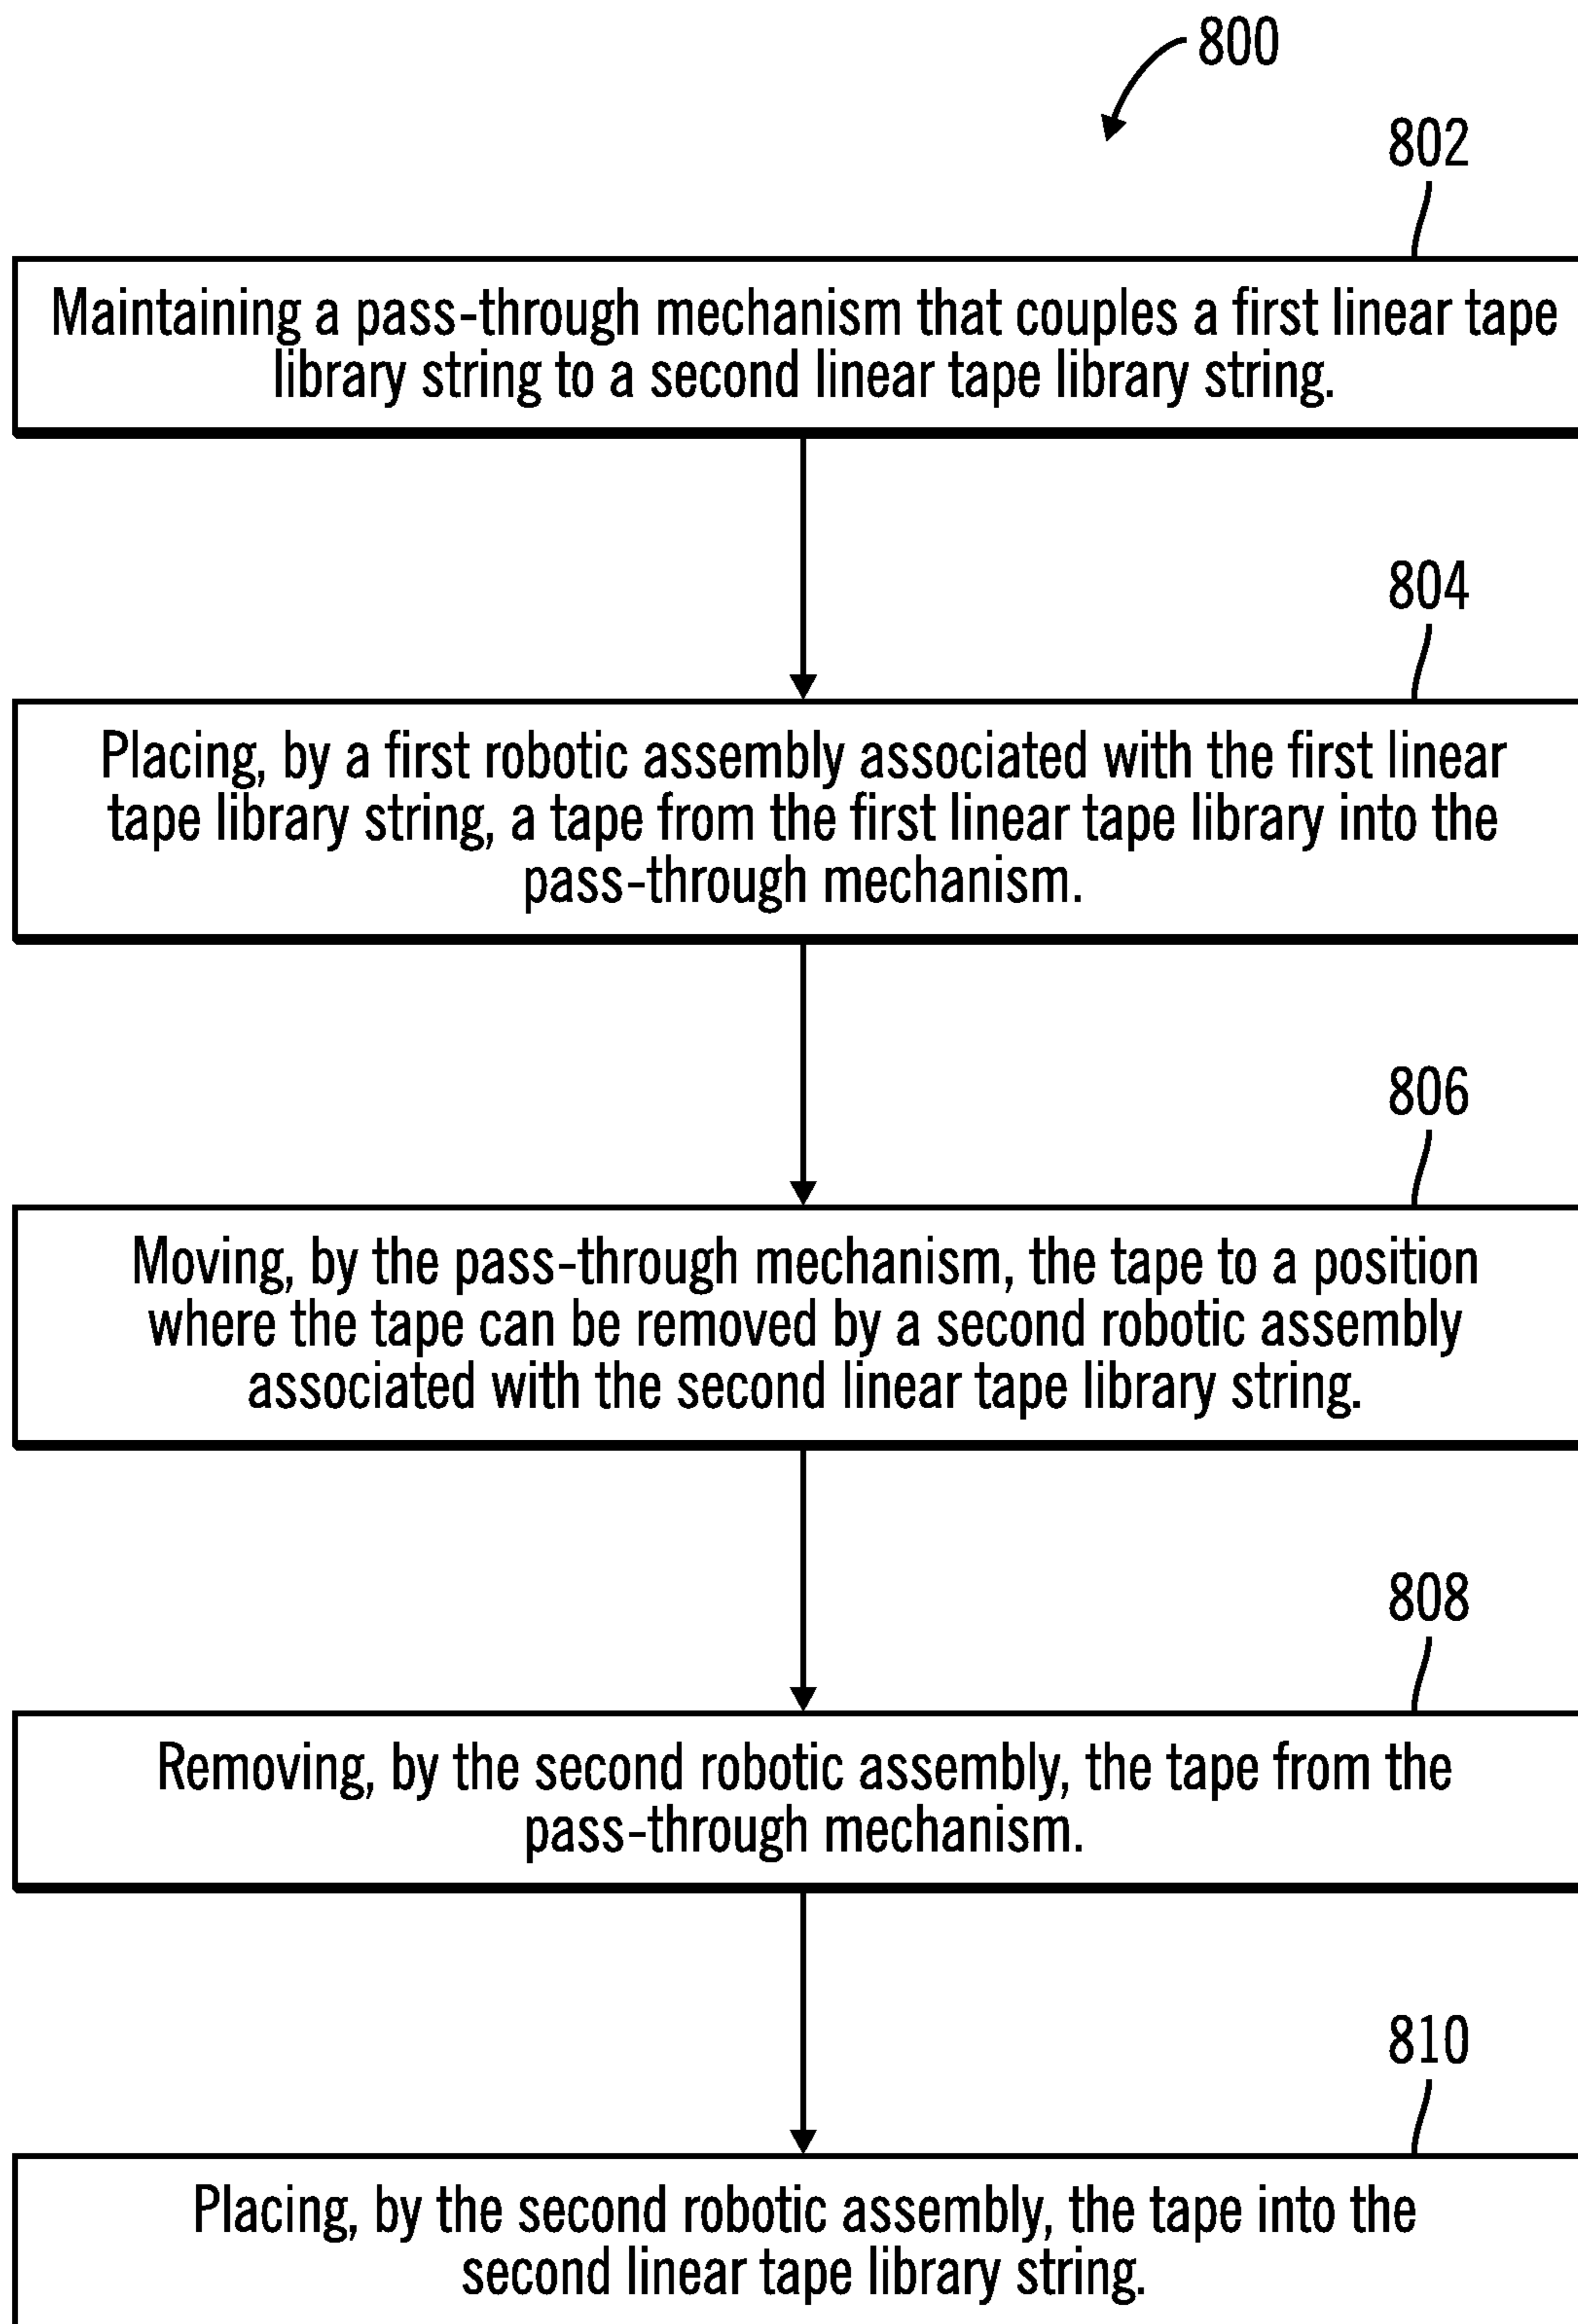 800
802
Maintaining a pass-through mechanism that couples a first linear tape
library string to a second linear tape library string.
804
Placing, by a first robotic assembly associated with the first linear
tape library string, a tape from the first linear tape library into the
pass-through mechanism.
806
Moving, by the pass-through mechanism, the tape to a position
where the tape can be removed by a second robotic assembly
associated with the second linear tape library string.
808
Removing, by the second robotic assembly, the tape from the
pass-through mechanism.
810
Placing, by the second robotic assembly, the tape into the
second linear tape library string.